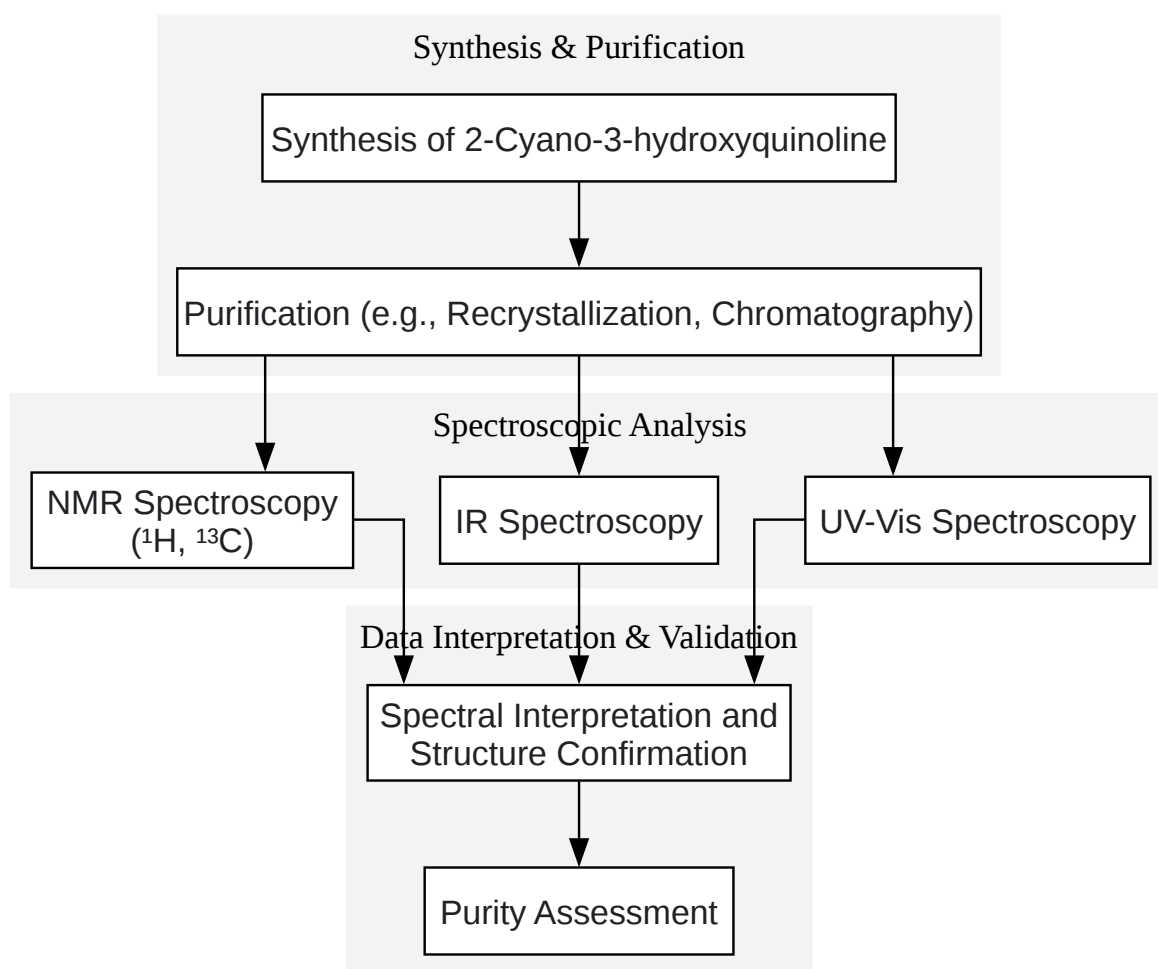 Synthesis & Purification
Synthesis of 2-Cyano-3-hydroxyquinoline
Purification (e.g., Recrystallization, Chromatography)
Spectroscopic Analysis
NMR Spectroscopy
(¹H, ¹³C)
IR Spectroscopy
UV-Vis Spectroscopy
Data Interpretation & Validation
Spectral Interpretation and
Structure Confirmation
Purity Assessment